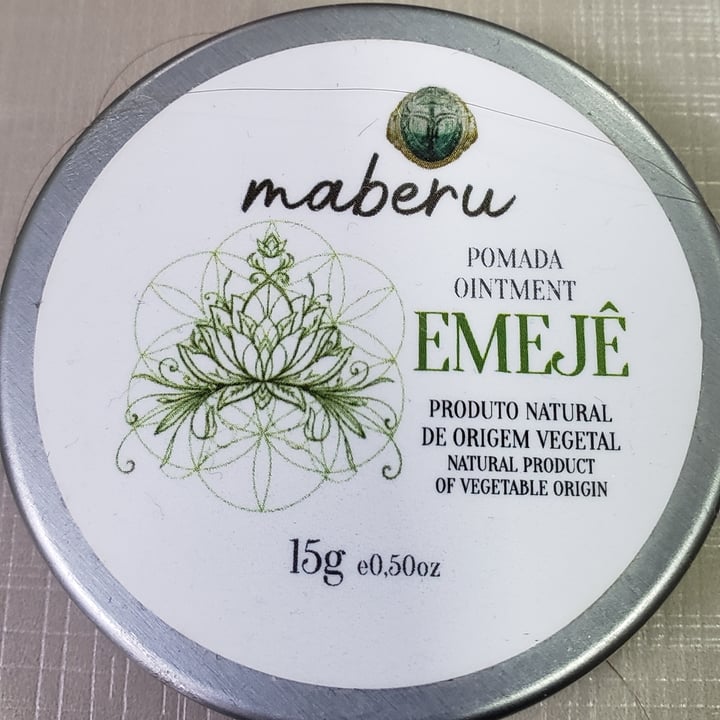 maberu
POMADA
OINTMENT
EMEJÊ
PRODUTO NATURAL
DE ORIGEM VEGETAL
NATURAL PRODUCT
OF VEGETABLE ORIGIN
15g e0,50oz